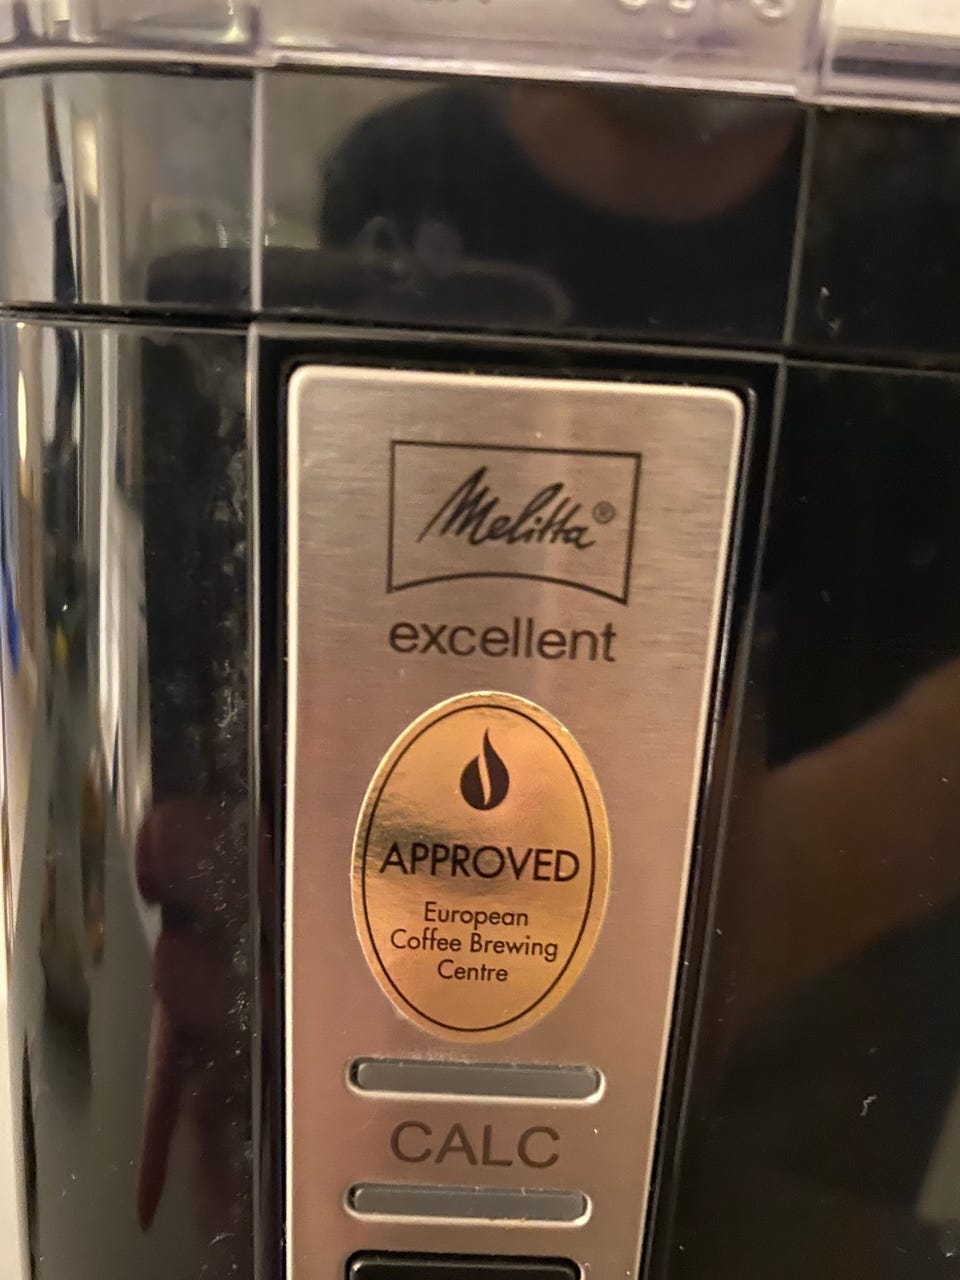 Melitta®
excellent
APPROVED
European
Coffee Brewing
Centre
CALC